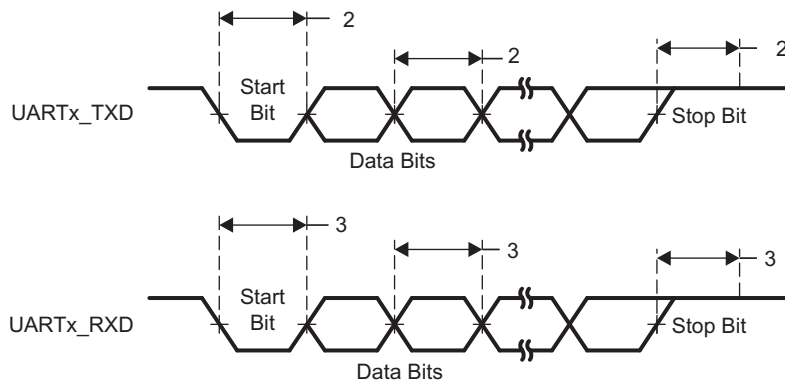 2
2
2
Start
Bit
UARTx_TXD
Stop Bit
Data Bits
3
3
3
Start
Bit
UARTx_RXD
Stop Bit
Data Bits